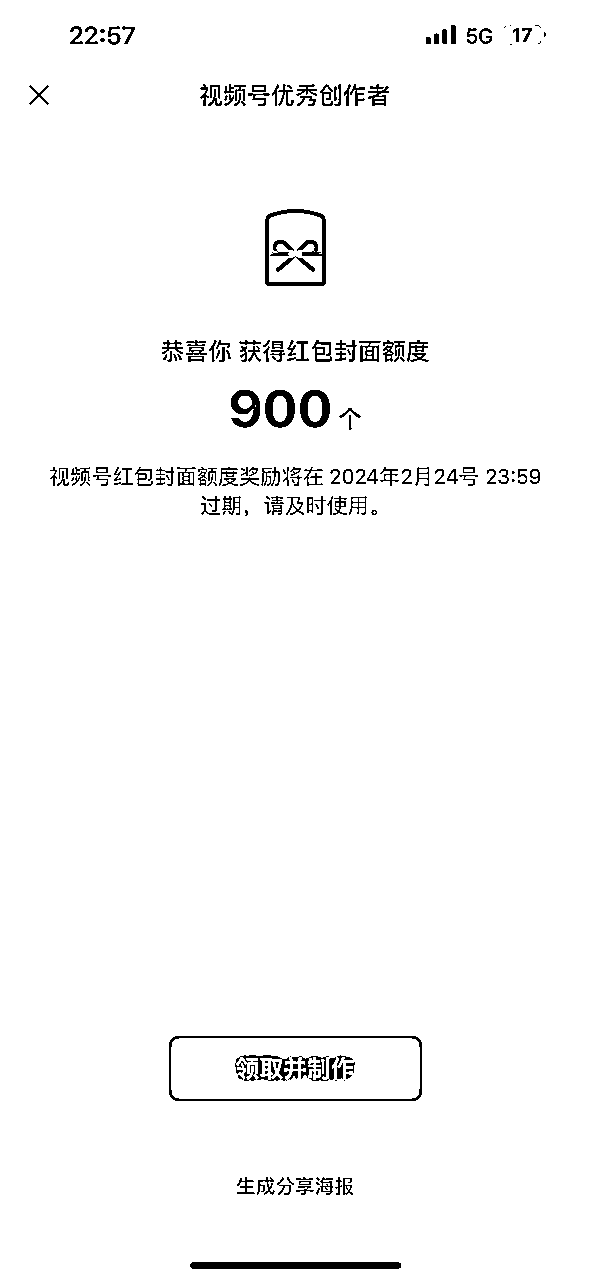 22:57
5G 17
视频号优秀创作者
恭喜你 获得红包封面额度
900 个
视频号红包封面额度奖励将在 2024年2月24号 23:59
过期，请及时使用。
领取并制作
生成分享海报